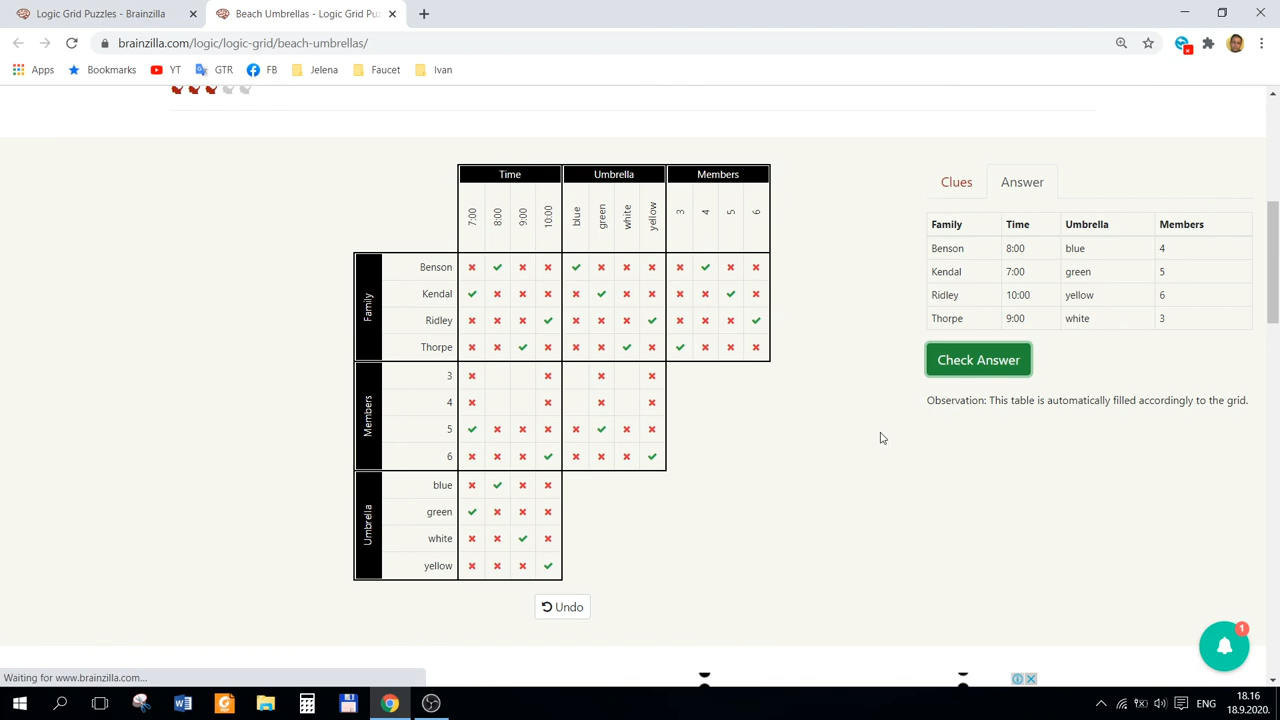 Logic Grid Puzzles - Brainzilla
Beach Umbrellas - Logic Grid Puz
brainzilla.com/logic/logic-grid/beach-umbrellas/
Apps Bookmarks YT GTR FB Jelena Faucet Ivan
Time Umbrella Members
7:00 8:00 9:00 10:00 blue green white yellow 3 4 5 6
Family
Benson
Kendal
Ridley
Thorpe
Members
3
4
5
6
Umbrella
blue
green
white
yellow
Undo
Clues Answer
Family Time Umbrella Members
Benson 8:00 blue 4
Kendal 7:00 green 5
Ridley 10:00 yellow 6
Thorpe 9:00 white 3
Check Answer
Observation: This table is automatically filled accordingly to the grid.
1
Waiting for www.brainzilla.com...
ENG
18.16
18.9.2020.